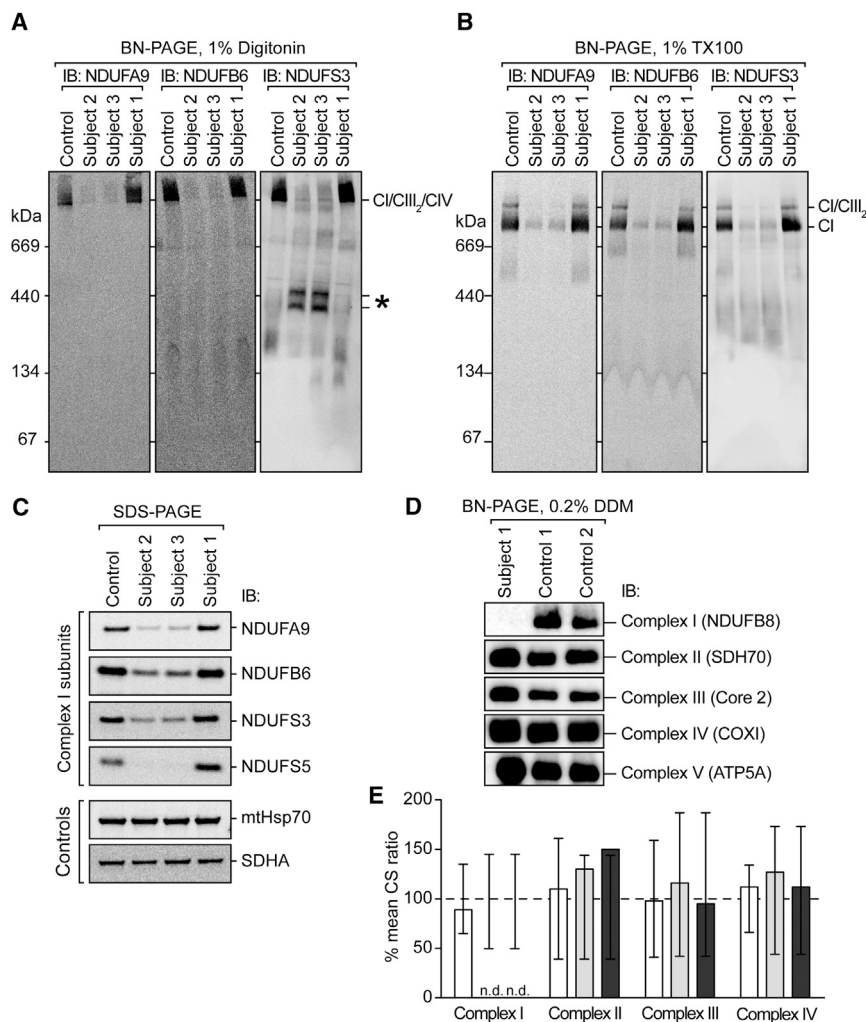 A
BN-PAGE, 1% Digitonin
IB: NDUFA9 IB: NDUFB6 IB: NDUFS3
Control Subject 2 Subject 3 Subject 1 Control Subject 2 Subject 3 Subject 1 Control Subject 2 Subject 3 Subject 1
CI/CIII₂/CIV
kDa
669
440
*
134
67
B
BN-PAGE, 1% TX100
IB: NDUFA9 IB: NDUFB6 IB: NDUFS3
Control Subject 2 Subject 3 Subject 1 Control Subject 2 Subject 3 Subject 1 Control Subject 2 Subject 3 Subject 1
CI/CIII₂
kDa CI
669
440
134
67
C
SDS-PAGE
Control Subject 2 Subject 3 Subject 1
IB:
Complex I subunits
NDUFA9
NDUFB6
NDUFS3
NDUFS5
Controls
mtHsp70
SDHA
D
BN-PAGE, 0.2% DDM
Subject 1 Control 1 Control 2
IB:
Complex I (NDUFB8)
Complex II (SDH70)
Complex III (Core 2)
Complex IV (COXI)
Complex V (ATP5A)
E
% mean CS ratio
200
150
100
50
0
n.d. n.d.
Complex I Complex II Complex III Complex IV